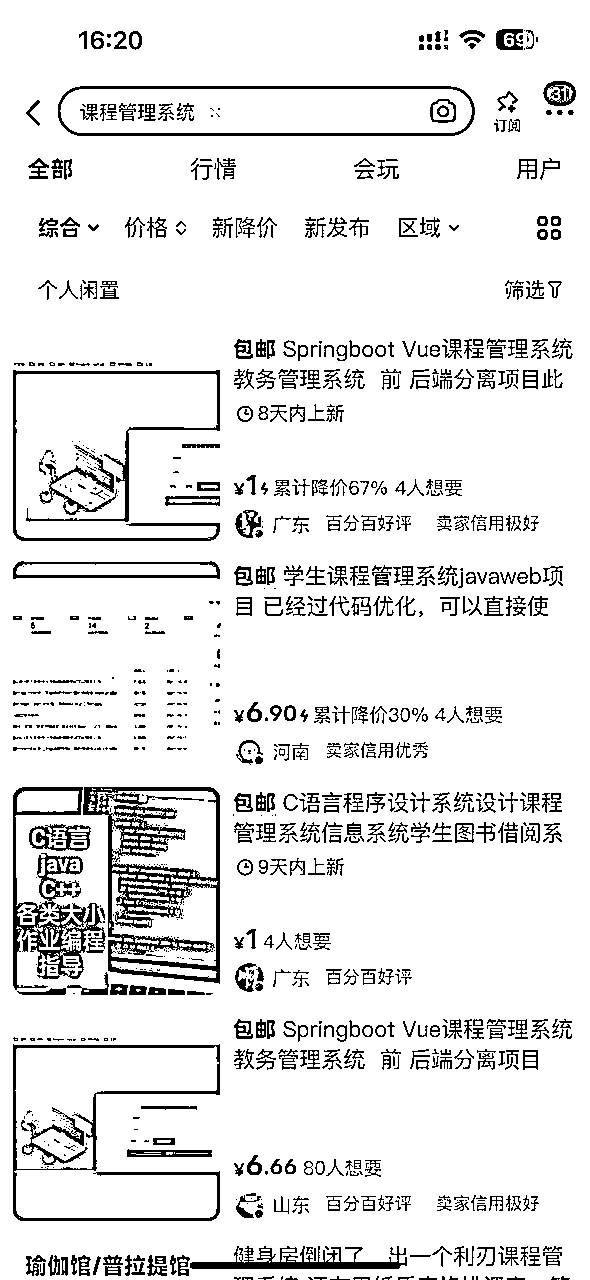 16:20
69
课程管理系统
订阅
31
全部 行情 会玩 用户
综合 价格 新降价 新发布 区域
个人闲置 筛选
包邮 Springboot Vue课程管理系统
教务管理系统 前 后端分离项目此
8天内上新
¥1 累计降价67% 4人想要
广东 百分百好评 卖家信用极好
包邮 学生课程管理系统javaweb项
目 已经过代码优化，可以直接使
¥6.90 累计降价30% 4人想要
河南 卖家信用优秀
C语言
java
C++
各类大小
作业编程
指导
包邮 C语言程序设计系统设计课程
管理系统信息系统学生图书借阅系
9天内上新
¥1 4人想要
广东 百分百好评
包邮 Springboot Vue课程管理系统
教务管理系统 前 后端分离项目
¥6.66 80人想要
山东 百分百好评 卖家信用极好
瑜伽馆/普拉提馆
健身房倒闭了 出一个利刃课程管